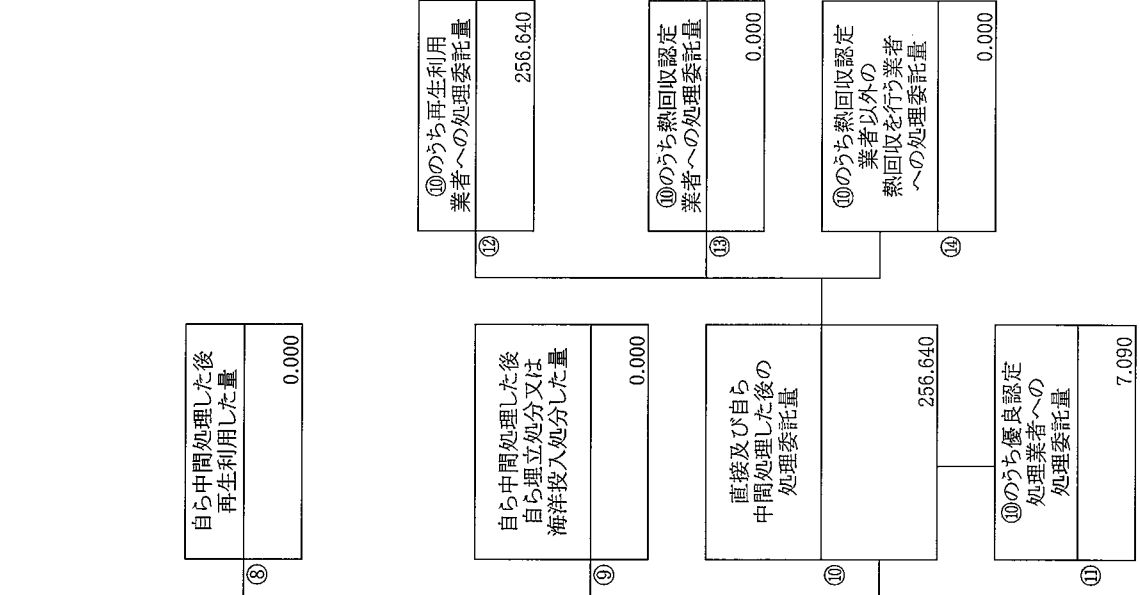 ⑧
自ら中間処理した後
再生利用した量
0.000
⑨
自ら中間処理した後
自ら埋立処分又は
海洋投入処分した量
0.000
⑩
直接及び自ら
中間処理した後の
処理委託量
256.640
⑪
⑩のうち優良認定
処理業者への
処理委託量
7.090
⑫
⑩のうち再生利用
業者への処理委託量
256.640
⑬
⑩のうち熱回収認定
業者への処理委託量
0.000
⑭
⑩のうち熱回収認定
業者以外の
熱回収を行う業者
への処理委託量
0.000